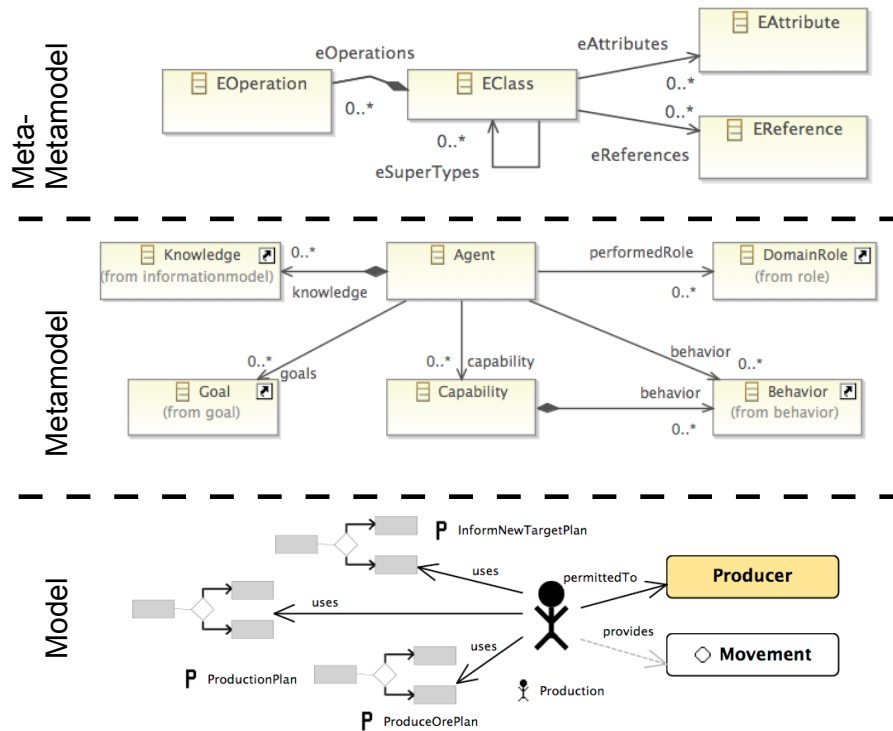 Meta-
Metamodel
EAttribute
eOperations
eAttributes
EOperation
EClass
0..*
0..*
0..*
0..*
EReference
eSuperTypes
eReferences
Metamodel
Knowledge
(from informationmodel)
0..*
knowledge
Agent
performedRole
0..*
DomainRole
(from role)
0..*
goals
0..*
capability
behavior
0..*
Goal
(from goal)
Capability
behavior
0..*
Behavior
(from behavior)
Model
P InformNewTargetPlan
uses
permittedTo
Producer
uses
uses
provides
Movement
P ProductionPlan
Production
P ProduceOrePlan